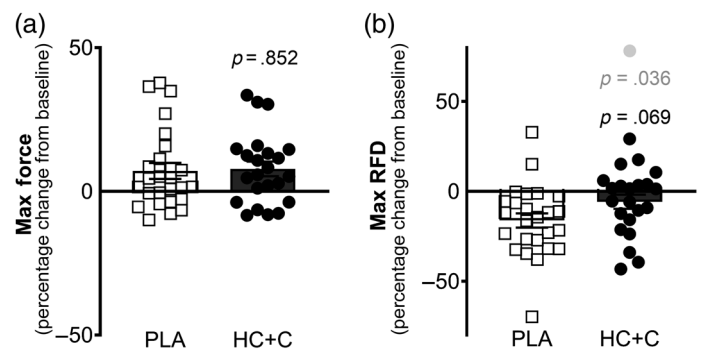 (a)
Max force
(percentage change from baseline)
50
0
−50
p = .852
PLA
HC+C
(b)
Max RFD
(percentage change from baseline)
50
0
−50
p = .036
p = .069
PLA
HC+C